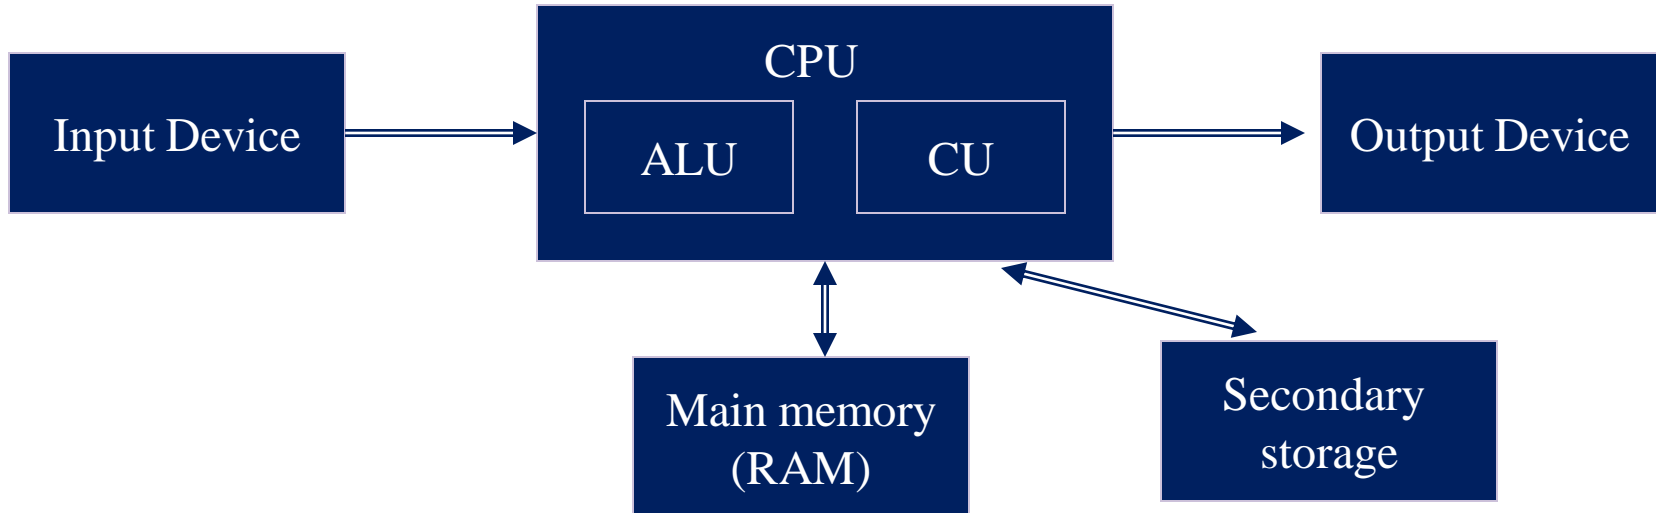 CPU
Input Device
ALU
CU
Output Device
Main memory
(RAM)
Secondary
storage